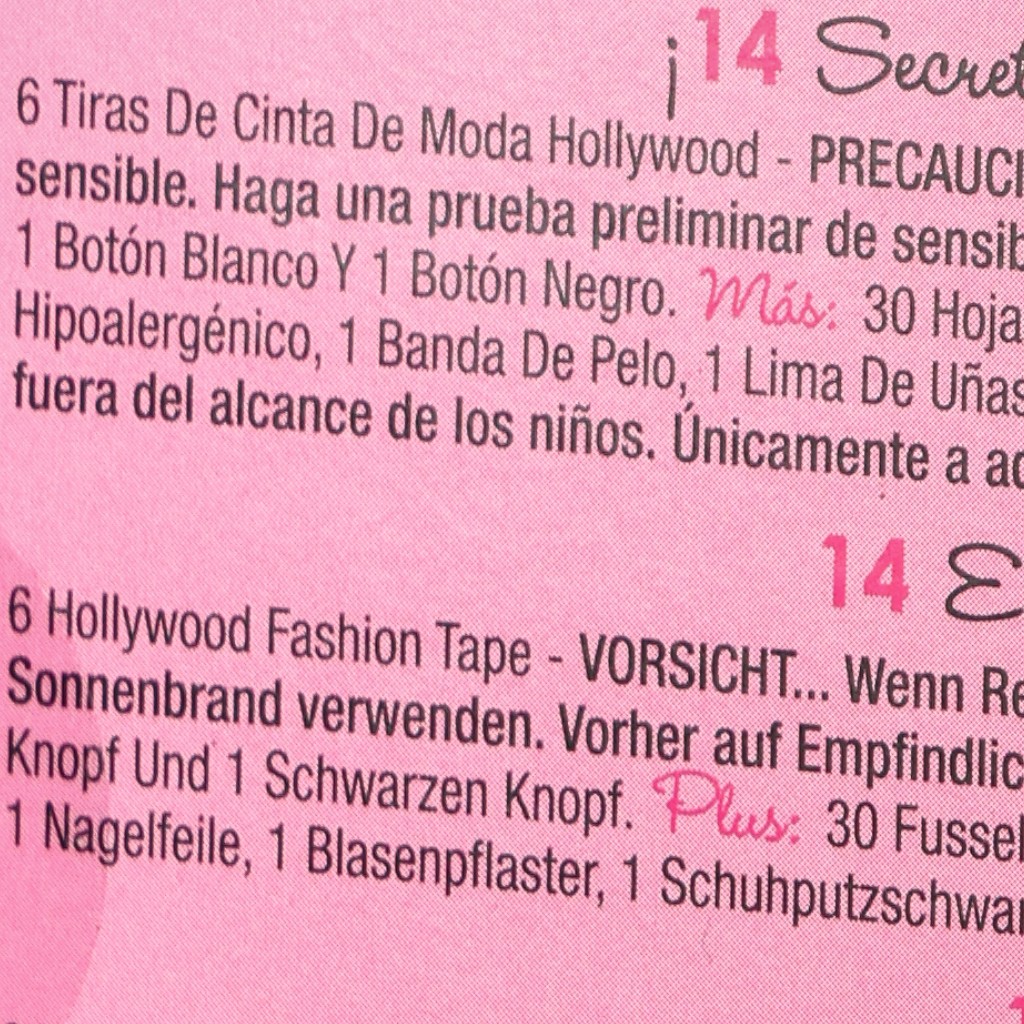 ¡14 Secret
6 Tiras De Cinta De Moda Hollywood - PRECAUCI
sensible. Haga una prueba preliminar de sensib
1 Botón Blanco Y 1 Botón Negro. Más: 30 Hoja
Hipoalergénico, 1 Banda De Pelo, 1 Lima De Uñas
fuera del alcance de los niños. Únicamente a
14
6 Hollywood Fashion Tape - VORSICHT... Wenn Re
Sonnenbrand verwenden. Vorher auf Empfindlic
Knopf Und 1 Schwarzen Knopf. Plus: 30 Fussel
1 Nagelfeile, 1 Blasenpflaster, 1 Schuhputzschwa